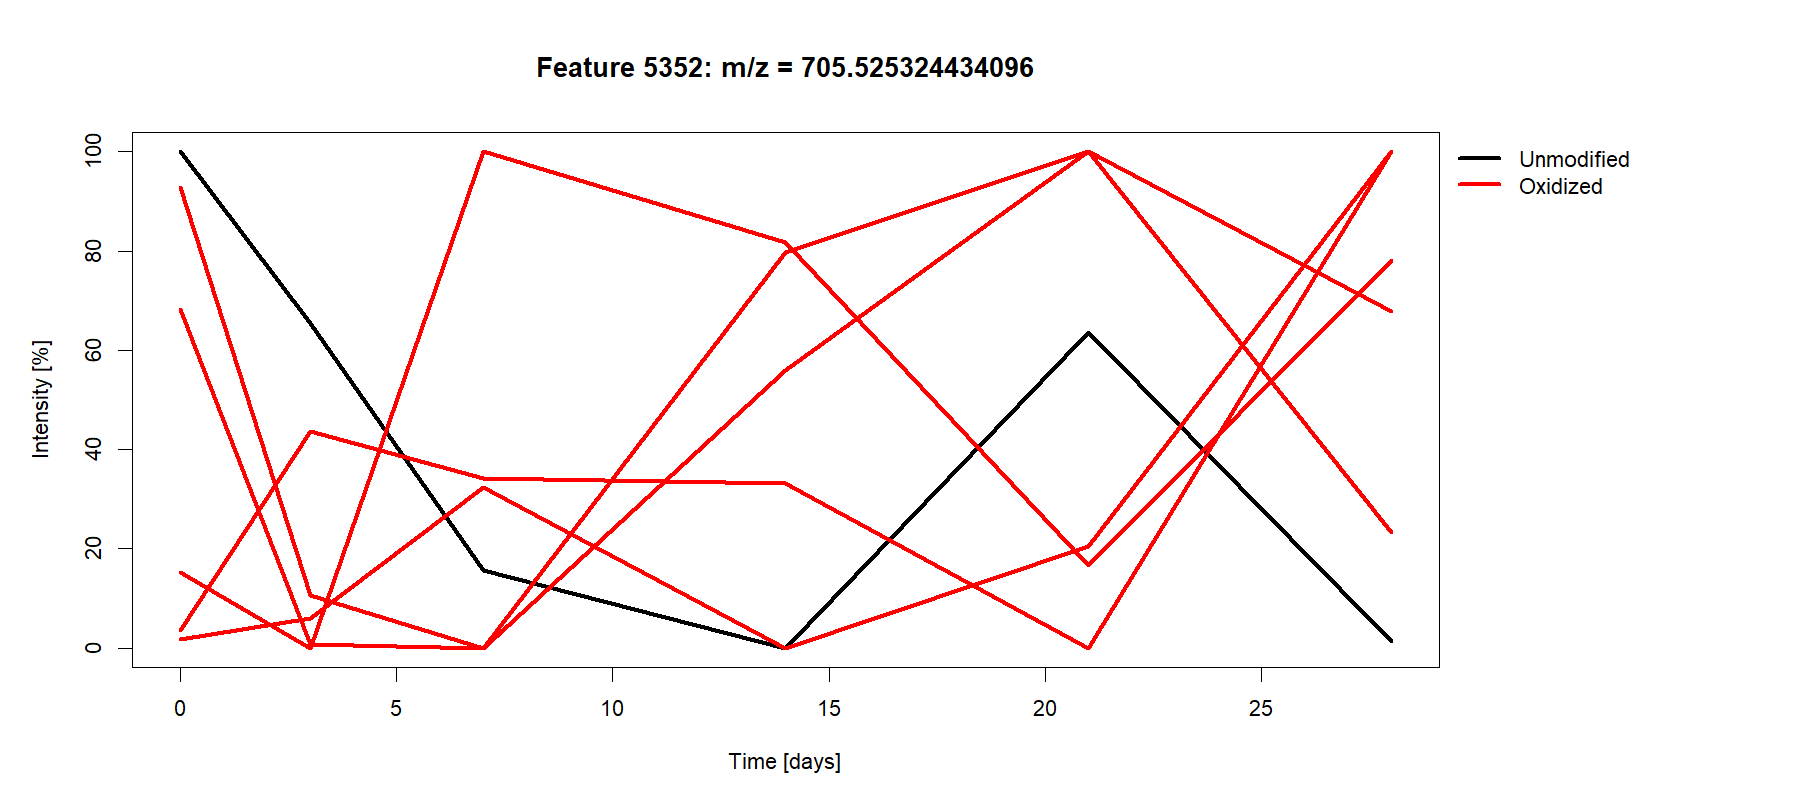 Feature 5352: m/z = 705.525324434096
Unmodified
Oxidized
Intensity [%]
100
80
60
40
20
0
0 5 10 15 20 25
Time [days]